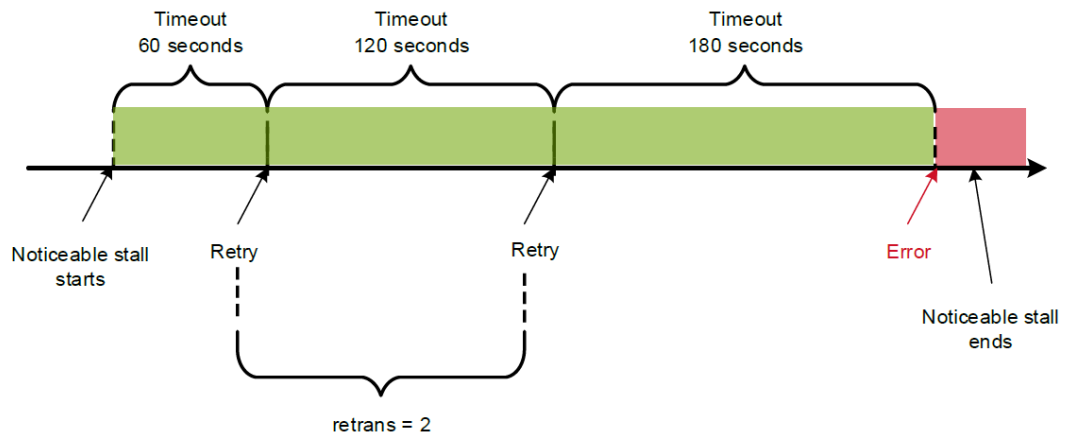 Timeout
60 seconds
Timeout
120 seconds
Timeout
180 seconds
Noticeable stall
starts
Retry
Retry
Error
Noticeable stall
ends
retrans = 2